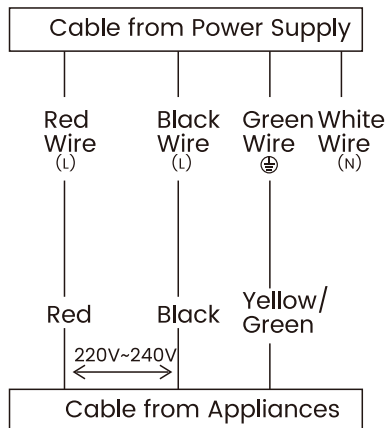 Cable from Power Supply
Red Wire (L)
Black Wire (L)
Green Wire
White Wire (N)
Red
Black
Yellow/
Green
220V~240V
Cable from Appliances